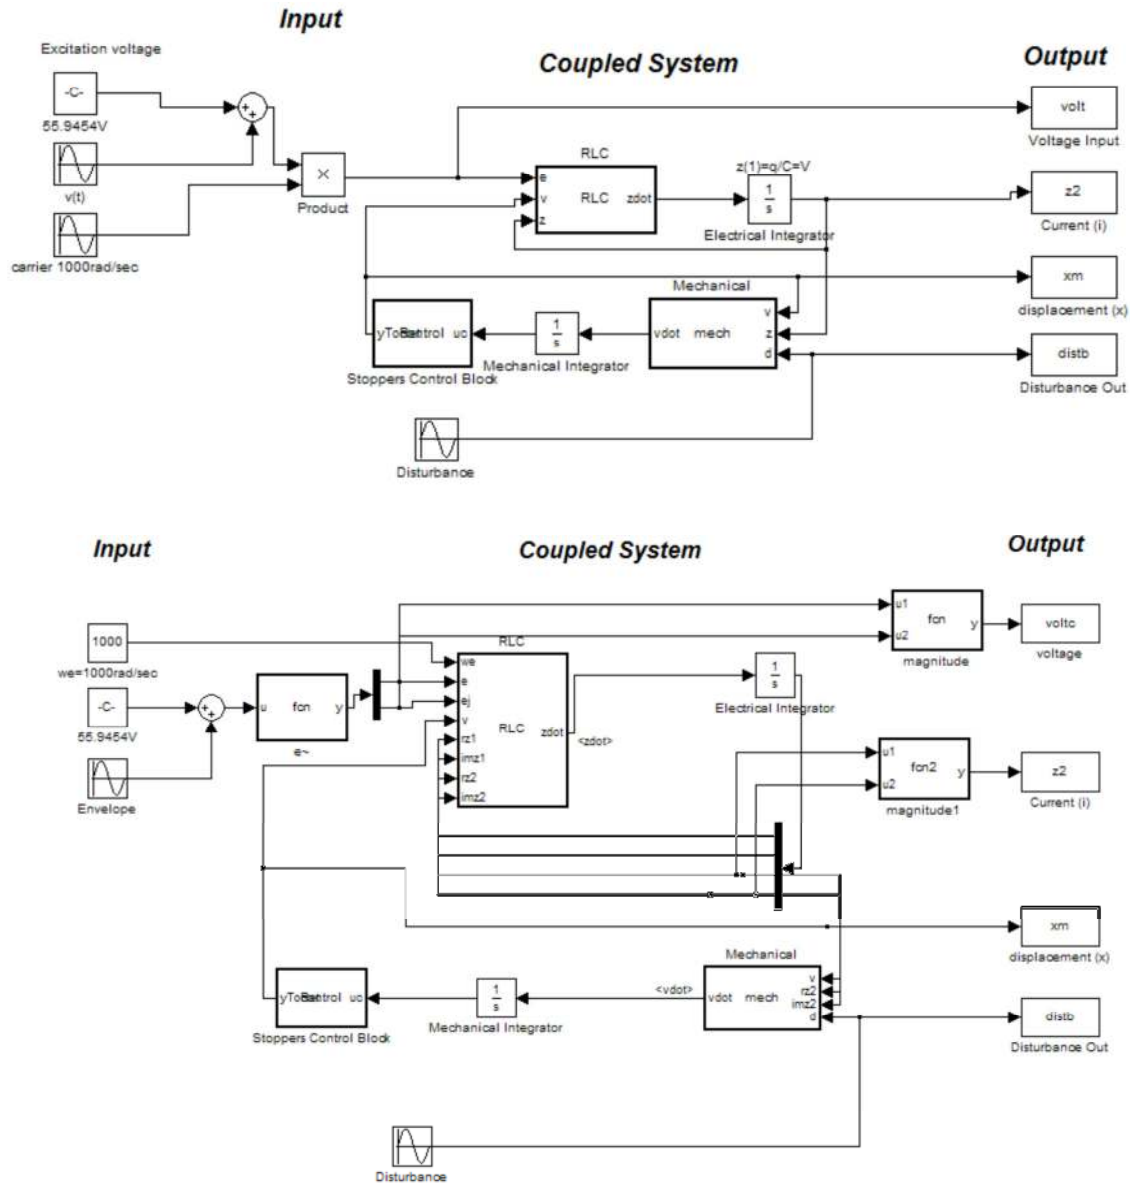 Input
Coupled System
Output
Excitation voltage
-C-
55.9454V
v(t)
carrier 1000rad/sec
+
+
×
Product
RLC
e
v
z
RLC
zdot
z(1)=q/C=V
1
s
Electrical Integrator
volt
Voltage Input
z2
Current (i)
xm
displacement (x)
distb
Disturbance Out
Mechanical
v
z
d
mech
vdot
1
s
Mechanical Integrator
uc
Stoppers Control Block
Disturbance
Input
Coupled System
Output
1000
we=1000rad/sec
-C-
55.9454V
Envelope
+
+
u
fcn
y
e~
RLC
we
e
ej
v
rz1
imz1
rz2
imz2
RLC
zdot
<zdot>
1
s
Electrical Integrator
u1
u2
fcn
y
magnitude
voltc
voltage
u1
u2
fcn2
y
magnitude1
z2
Current (i)
xm
displacement (x)
Mechanical
v
rz2
imz2
d
mech
vdot
<vdot>
1
s
Mechanical Integrator
uc
Stoppers Control Block
distb
Disturbance Out
Disturbance